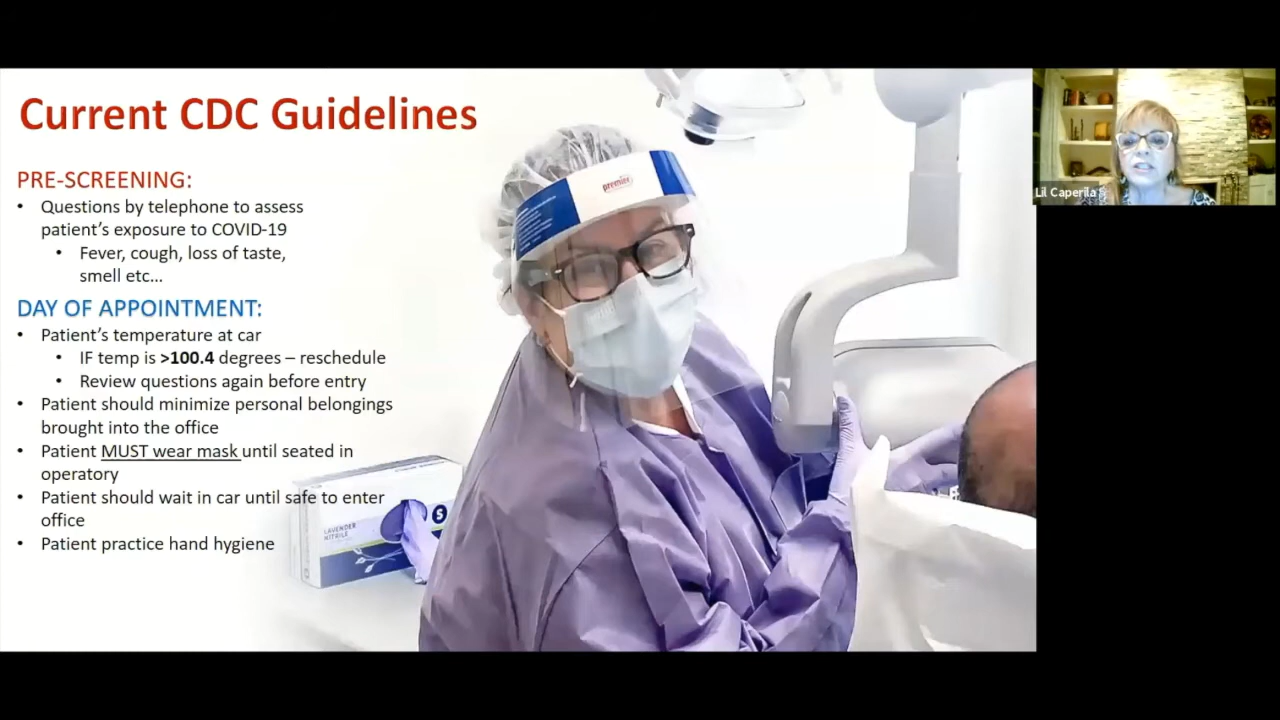 Current CDC Guidelines
PRE-SCREENING:
• Questions by telephone to assess
patient's exposure to COVID-19
• Fever, cough, loss of taste,
smell etc...
DAY OF APPOINTMENT:
• Patient's temperature at car
• IF temp is >100.4 degrees – reschedule
• Review questions again before entry
• Patient should minimize personal belongings
brought into the office
• Patient MUST wear mask until seated in
operatory
• Patient should wait in car until safe to enter
office
• Patient practice hand hygiene
premier
LAVENDER
NITRILE
S
Lil Caperila